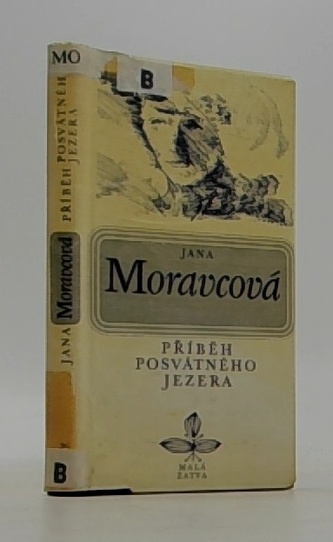 MO
PŘÍBĚH POSVÁTNÉHO
JEZERA
JANA Moravcová
B
B
JANA
Moravcová
PŘÍBĚH
POSVÁTNÉHO
JEZERA
MALÁ
ŽATVA